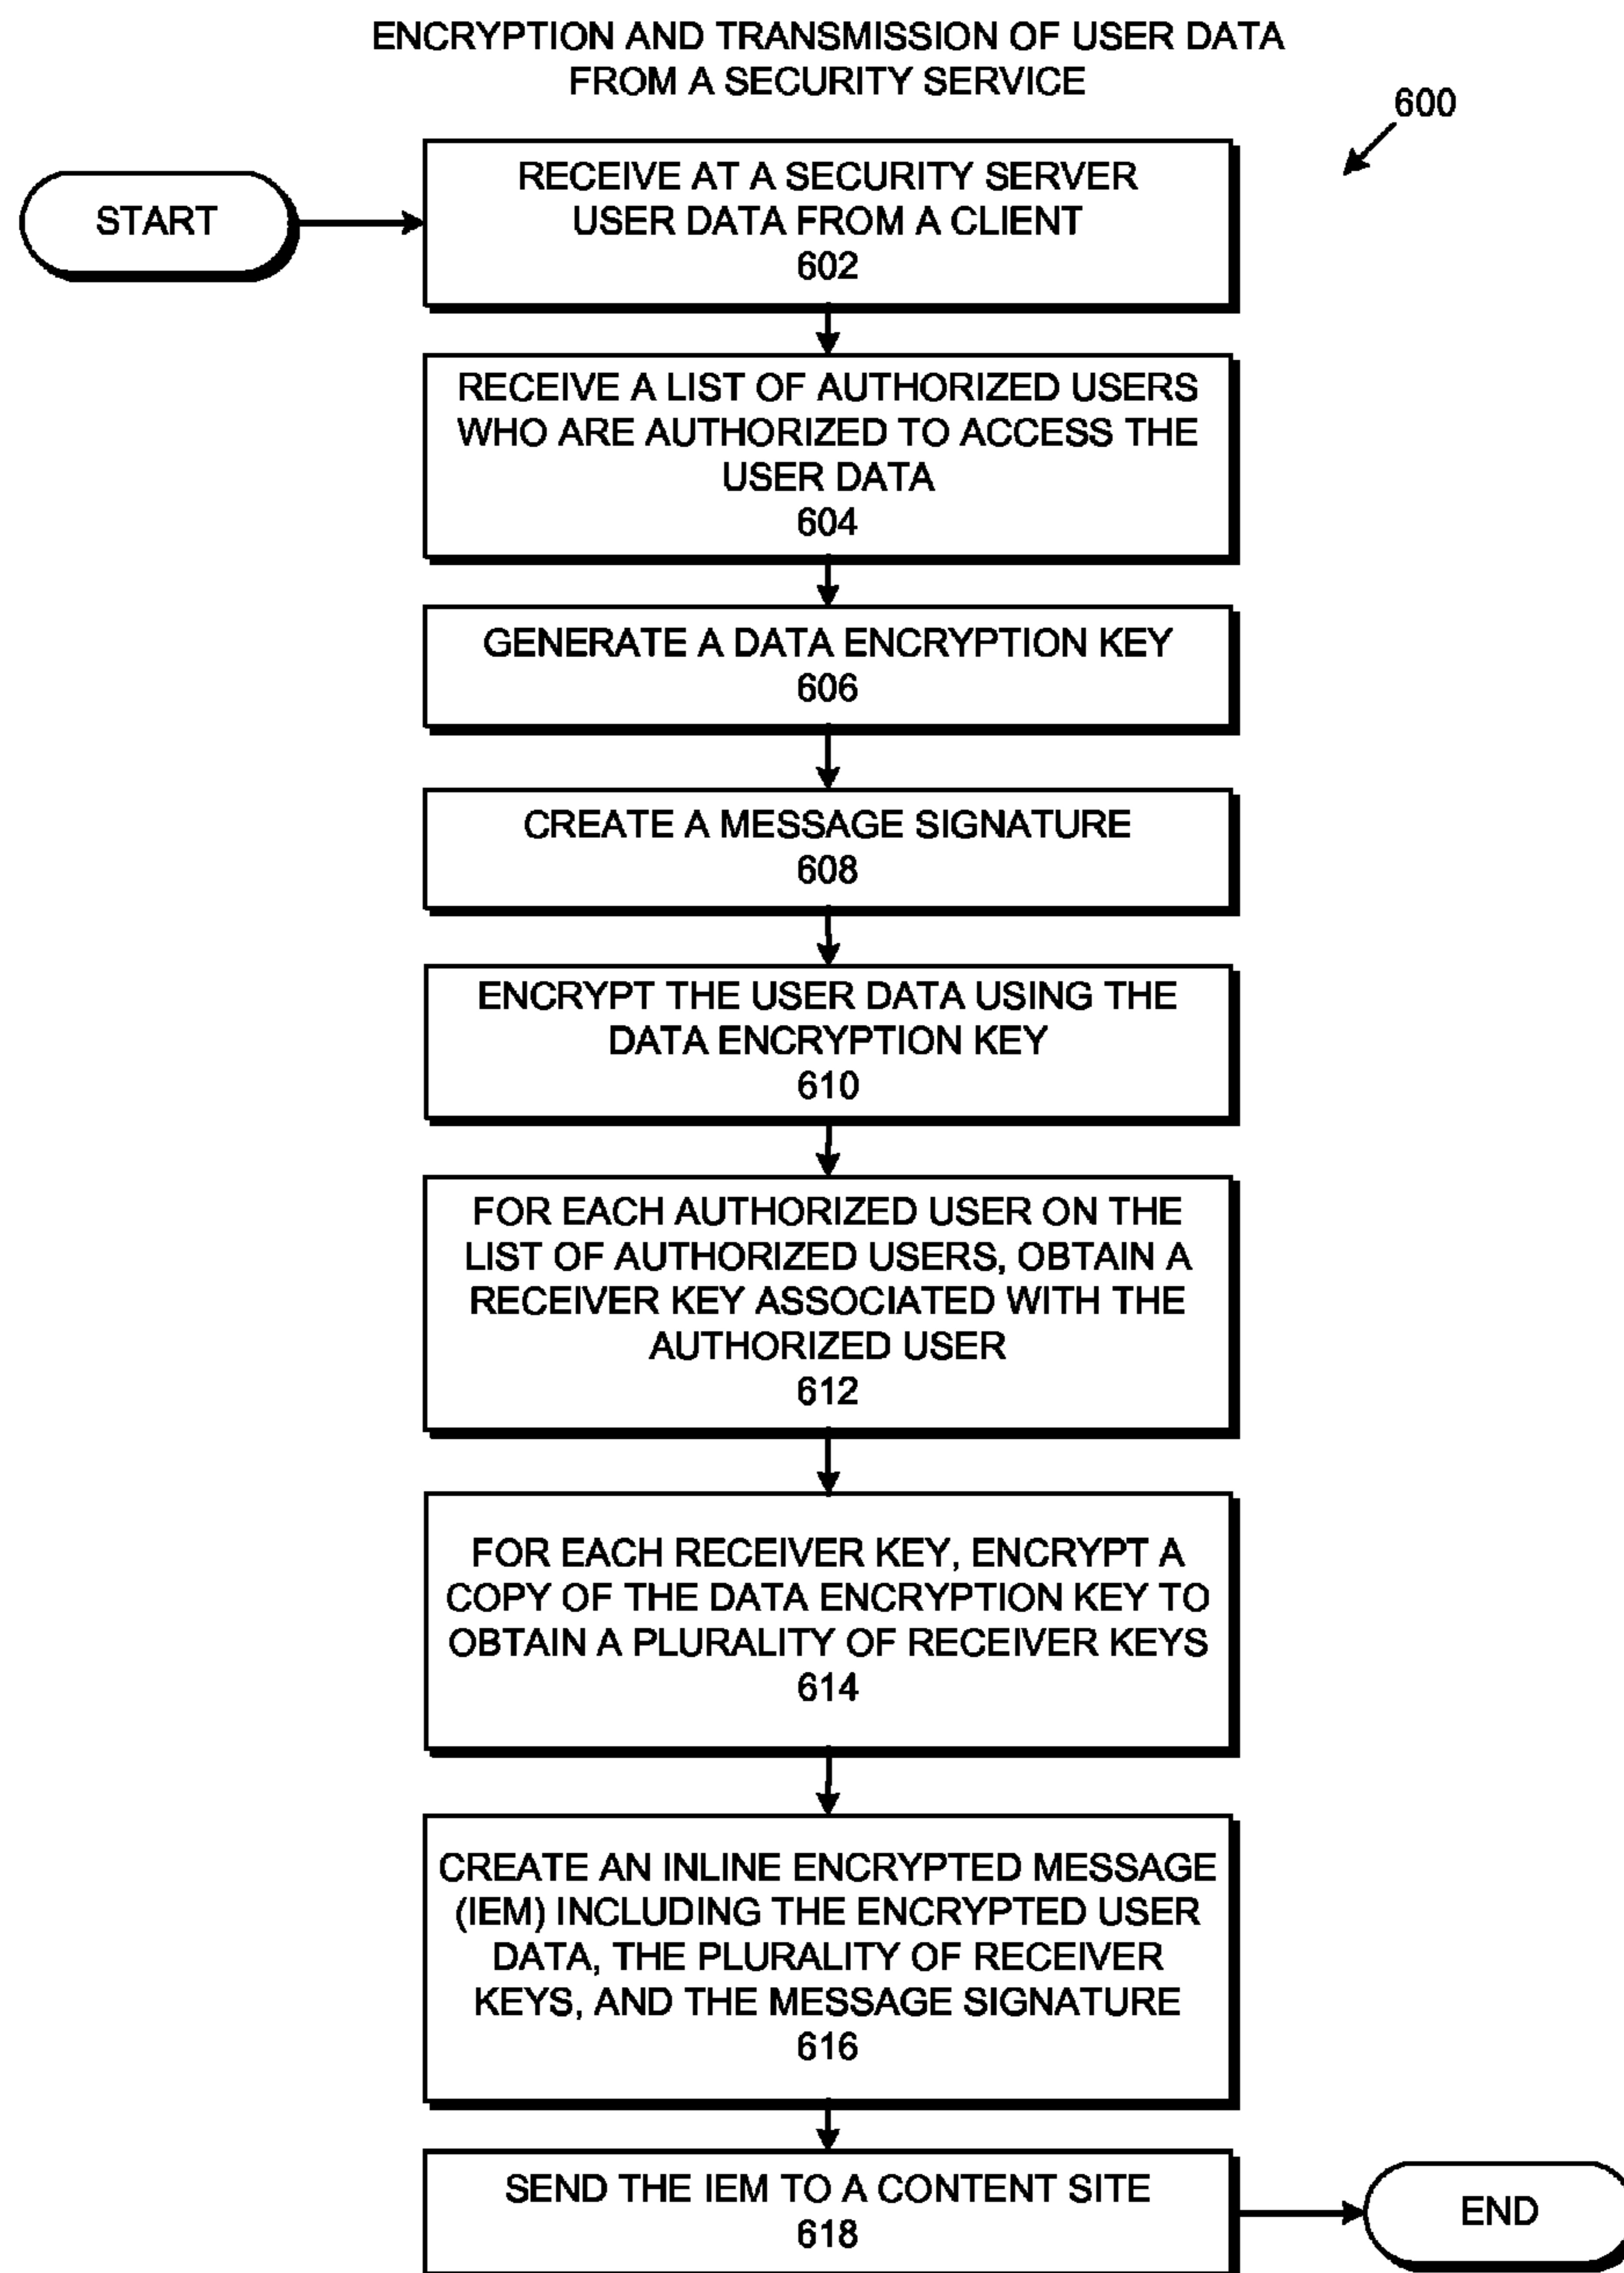 ENCRYPTION AND TRANSMISSION OF USER DATA
FROM A SECURITY SERVICE
600
START
RECEIVE AT A SECURITY SERVER
USER DATA FROM A CLIENT
602
RECEIVE A LIST OF AUTHORIZED USERS
WHO ARE AUTHORIZED TO ACCESS THE
USER DATA
604
GENERATE A DATA ENCRYPTION KEY
606
CREATE A MESSAGE SIGNATURE
608
ENCRYPT THE USER DATA USING THE
DATA ENCRYPTION KEY
610
FOR EACH AUTHORIZED USER ON THE
LIST OF AUTHORIZED USERS, OBTAIN A
RECEIVER KEY ASSOCIATED WITH THE
AUTHORIZED USER
612
FOR EACH RECEIVER KEY, ENCRYPT A
COPY OF THE DATA ENCRYPTION KEY TO
OBTAIN A PLURALITY OF RECEIVER KEYS
614
CREATE AN INLINE ENCRYPTED MESSAGE
(IEM) INCLUDING THE ENCRYPTED USER
DATA, THE PLURALITY OF RECEIVER
KEYS, AND THE MESSAGE SIGNATURE
616
SEND THE IEM TO A CONTENT SITE
618
END